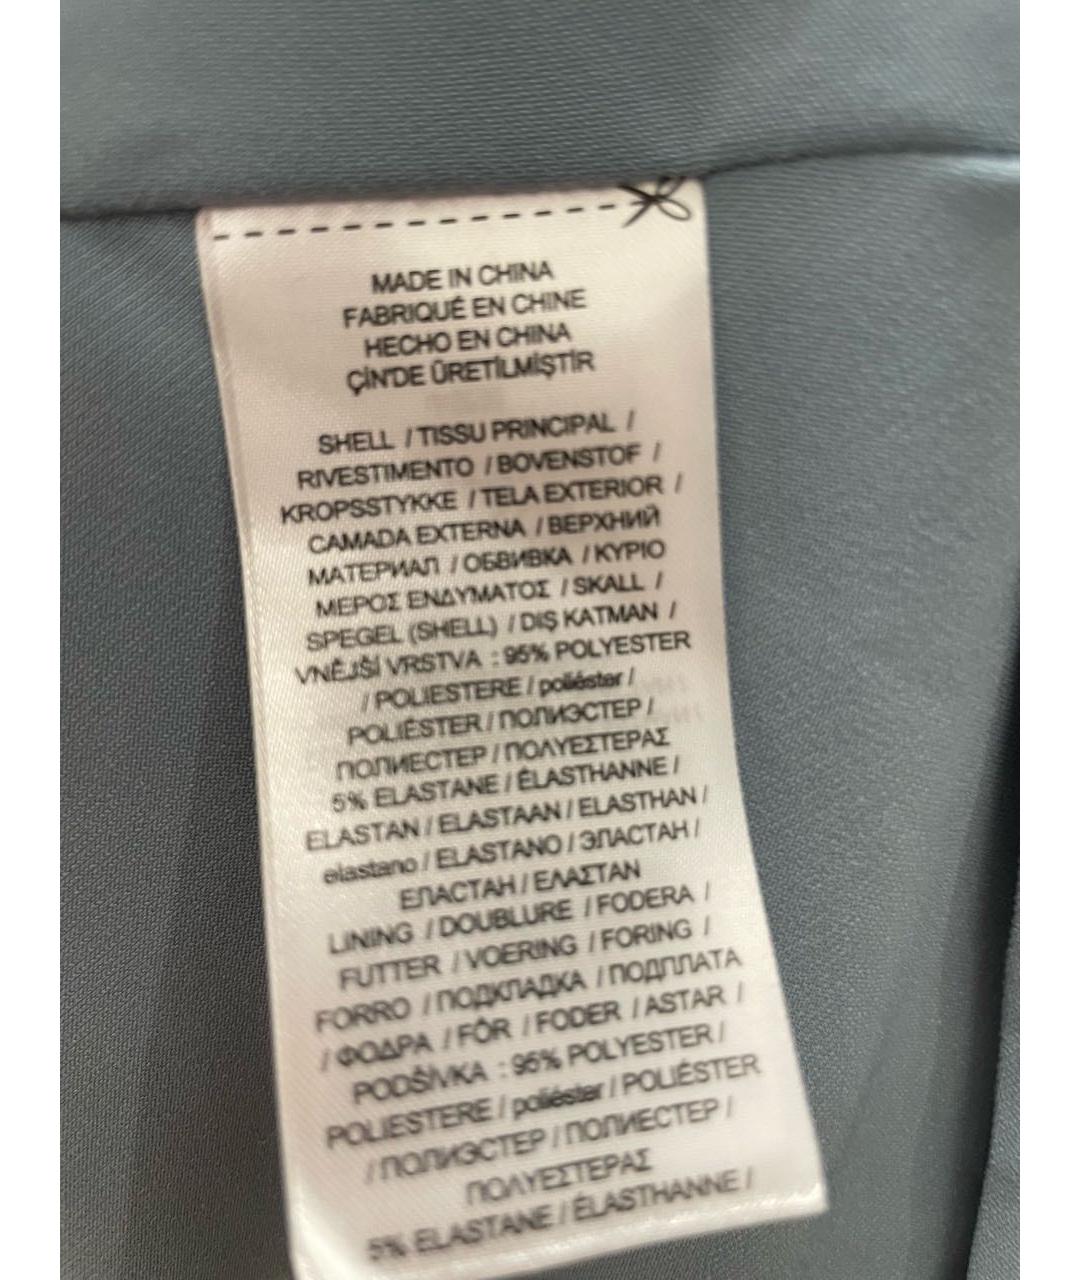 MADE IN CHINA
FABRIQUÉ EN CHINE
HECHO EN CHINA
ÇİN'DE ÜRETİLMİŞTİR
SHELL / TISSU PRINCIPAL /
RIVESTIMENTO / BOVENSTOF /
KROPSSTYKKE / TELA EXTERIOR /
CAMADA EXTERNA / ВЕРХНИЙ
МАТЕРИАЛ / ОБВИВКА / ΚΥΡΙΟ
ΜΕΡΟΣ ΕΝΔΥΜΑΤΟΣ / SKALL /
SPEGEL (SHELL) / DIŞ KATMAN /
VNĚJŠÍ VRSTVA : 95% POLYESTER
/ POLIESTERE / poliéster /
POLIÉSTER / ПОЛИЭСТЕР /
ПОЛИЕСТЕР / ΠΟΛΥΕΣΤΕΡΑΣ
5% ELASTANE / ÉLASTHANNE /
ELASTAN / ELASTAAN / ELASTHAN /
elastano / ELASTANO / ЭЛАСТАН /
ЕЛАСТАН / ΕΛΑΣΤΑΝ
LINING / DOUBLURE / FODERA /
FUTTER / VOERING / FORING /
FORRO / ПОДКЛАДКА / ПОДПЛАТА
/ ΦΟΔΡΑ / FÔR / FODER / ASTAR /
PODŠÍVKA : 95% POLYESTER /
POLIESTERE / poliéster / POLIÉSTER
/ ПОЛИЭСТЕР / ПОЛИЕСТЕР /
ΠΟΛΥΕΣΤΕΡΑΣ
5% ELASTANE / ÉLASTHANNE /